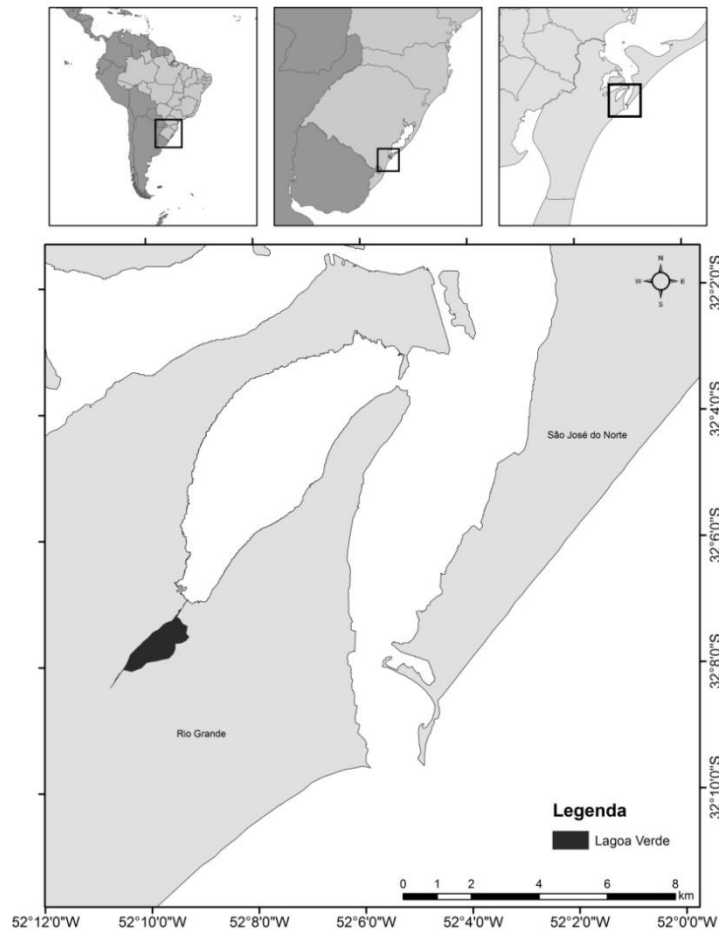 N
W E
S
32°2'0"S
32°4'0"S
São José do Norte
32°6'0"S
32°8'0"S
Rio Grande
32°10'0"S
Legenda
Lagoa Verde
0 1 2 4 6 8
km
52°12'0"W 52°10'0"W 52°8'0"W 52°6'0"W 52°4'0"W 52°2'0"W 52°0'0"W